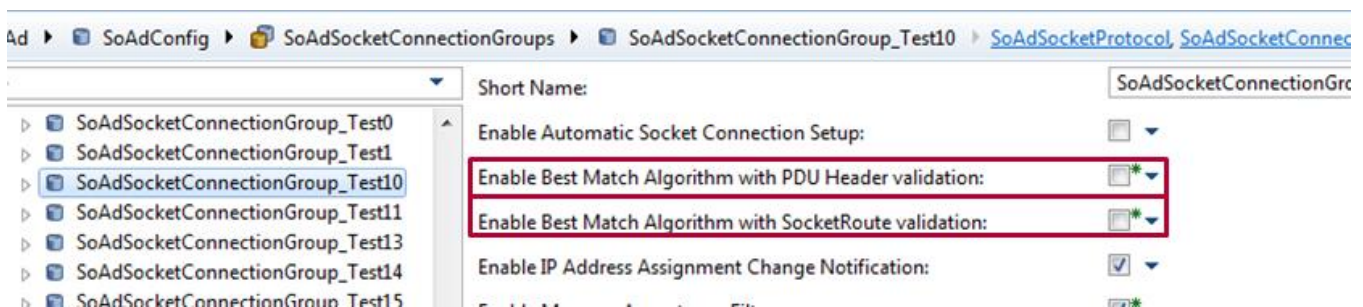 Ad SoAdConfig SoAdSocketConnectionGroups SoAdSocketConnectionGroup_Test10 SoAdSocketProtocol, SoAdSocketConnec
Short Name: SoAdSocketConnectionGro
SoAdSocketConnectionGroup_Test0
Enable Automatic Socket Connection Setup:
SoAdSocketConnectionGroup_Test1
SoAdSocketConnectionGroup_Test10
Enable Best Match Algorithm with PDU Header validation: *
SoAdSocketConnectionGroup_Test11
Enable Best Match Algorithm with SocketRoute validation: *
SoAdSocketConnectionGroup_Test13
SoAdSocketConnectionGroup_Test14
Enable IP Address Assignment Change Notification:
SoAdSocketConnectionGroup_Test15